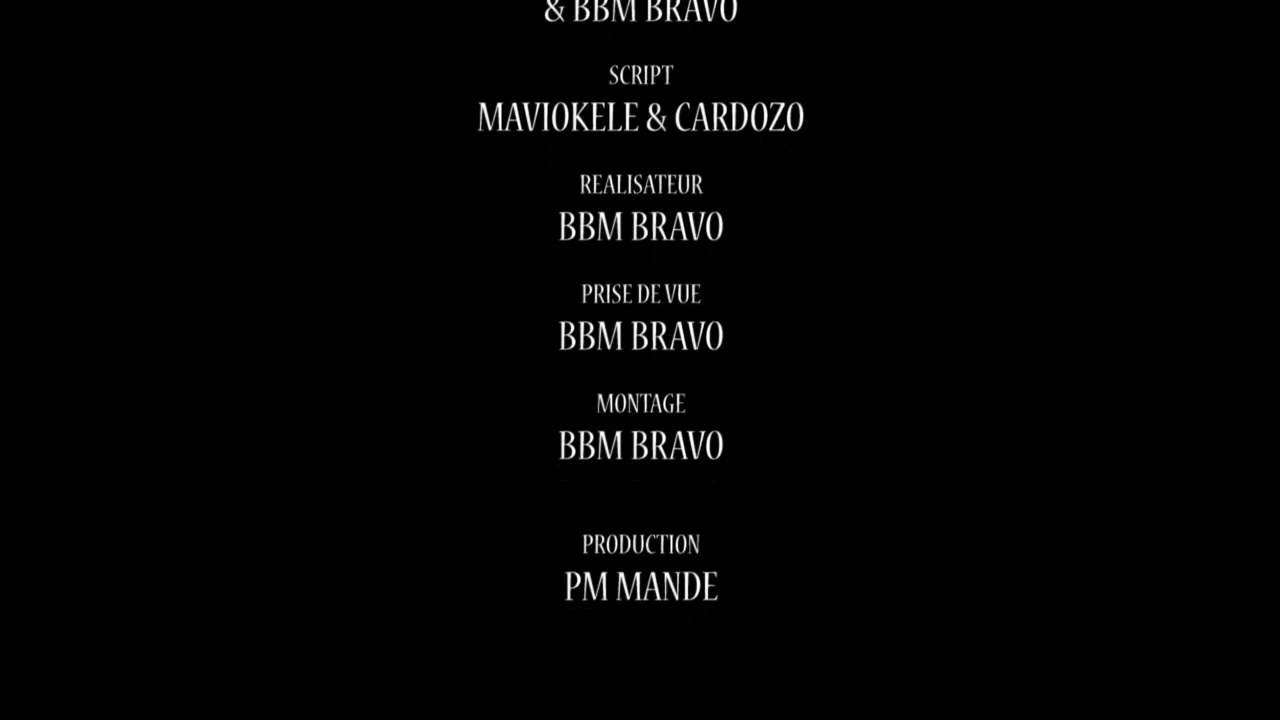 & BBM BRAVO
SCRIPT
MAVIOKELE & CARDOZO
REALISATEUR
BBM BRAVO
PRISE DE VUE
BBM BRAVO
MONTAGE
BBM BRAVO
PRODUCTION
PM MANDE